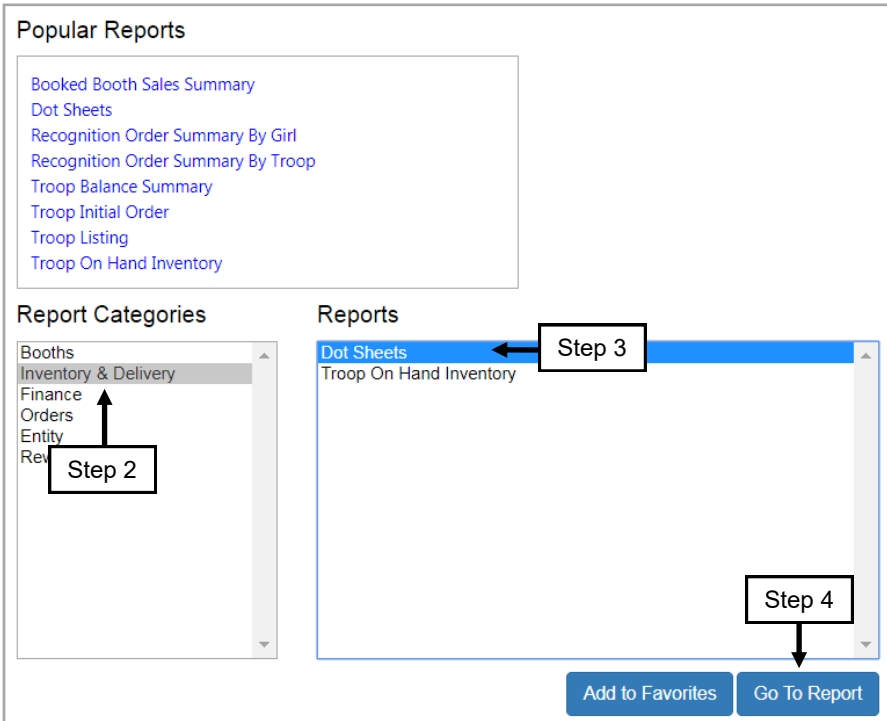 Popular Reports
Booked Booth Sales Summary
Dot Sheets
Recognition Order Summary By Girl
Recognition Order Summary By Troop
Troop Balance Summary
Troop Initial Order
Troop Listing
Troop On Hand Inventory
Report Categories
Booths
Inventory & Delivery
Finance
Orders
Entity
Step 2
Reports
Dot Sheets
Step 3
Troop On Hand Inventory
Step 4
Add to Favorites
Go To Report